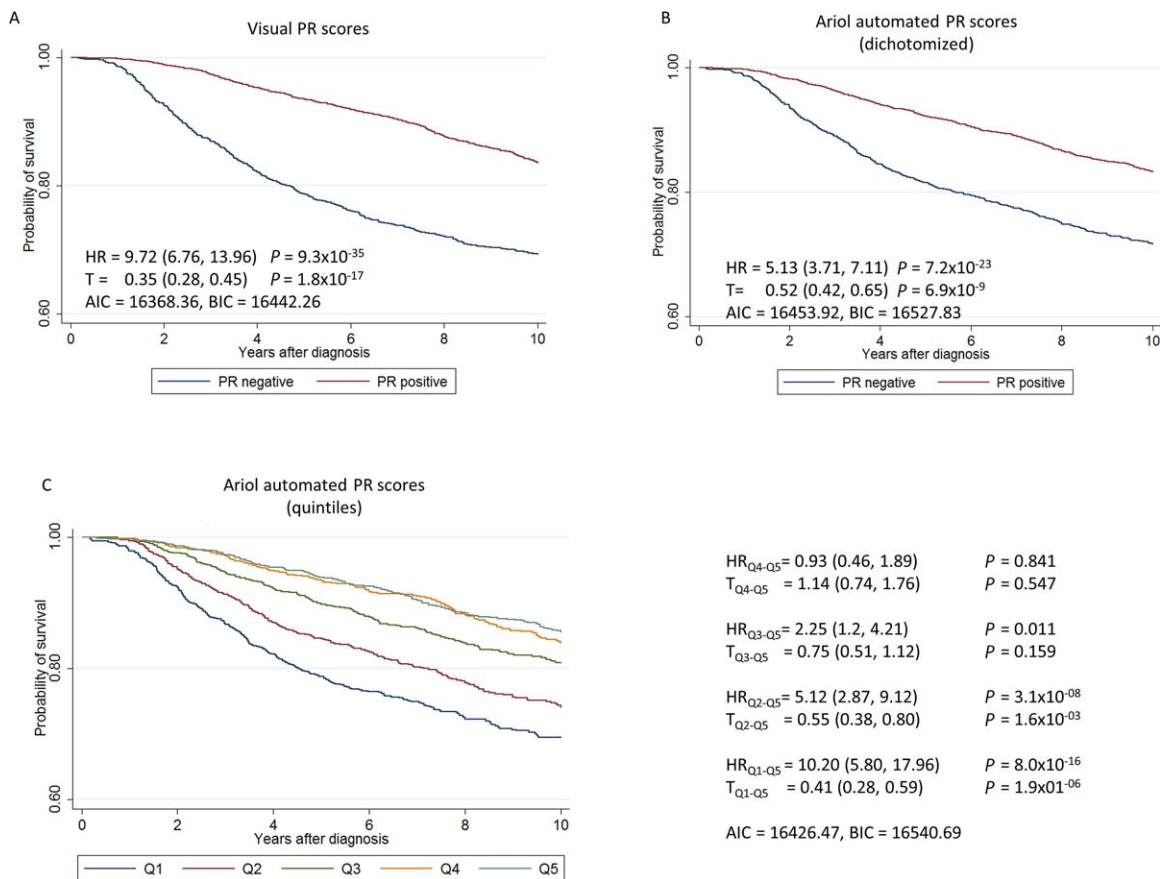 A
Visual PR scores
1.00
0.80
0.60
Probability of survival
HR = 9.72 (6.76, 13.96) P = 9.3x10⁻³⁵
T = 0.35 (0.28, 0.45) P = 1.8x10⁻¹⁷
AIC = 16368.36, BIC = 16442.26
0 2 4 6 8 10
Years after diagnosis
PR negative PR positive
B
Ariol automated PR scores
(dichotomized)
1.00
0.80
0.60
Probability of survival
HR = 5.13 (3.71, 7.11) P = 7.2x10⁻²³
T= 0.52 (0.42, 0.65) P = 6.9x10⁻⁹
AIC = 16453.92, BIC = 16527.83
0 2 4 6 8 10
Years after diagnosis
PR negative PR positive
C
Ariol automated PR scores
(quintiles)
1.00
0.80
0.60
Probability of survival
0 2 4 6 8 10
Years after diagnosis
Q1 Q2 Q3 Q4 Q5
HR_Q4-Q5 = 0.93 (0.46, 1.89) P = 0.841
T_Q4-Q5 = 1.14 (0.74, 1.76) P = 0.547
HR_Q3-Q5 = 2.25 (1.2, 4.21) P = 0.011
T_Q3-Q5 = 0.75 (0.51, 1.12) P = 0.159
HR_Q2-Q5 = 5.12 (2.87, 9.12) P = 3.1x10⁻⁰⁸
T_Q2-Q5 = 0.55 (0.38, 0.80) P = 1.6x10⁻⁰³
HR_Q1-Q5 = 10.20 (5.80, 17.96) P = 8.0x10⁻¹⁶
T_Q1-Q5 = 0.41 (0.28, 0.59) P = 1.9x01⁻⁰⁶
AIC = 16426.47, BIC = 16540.69